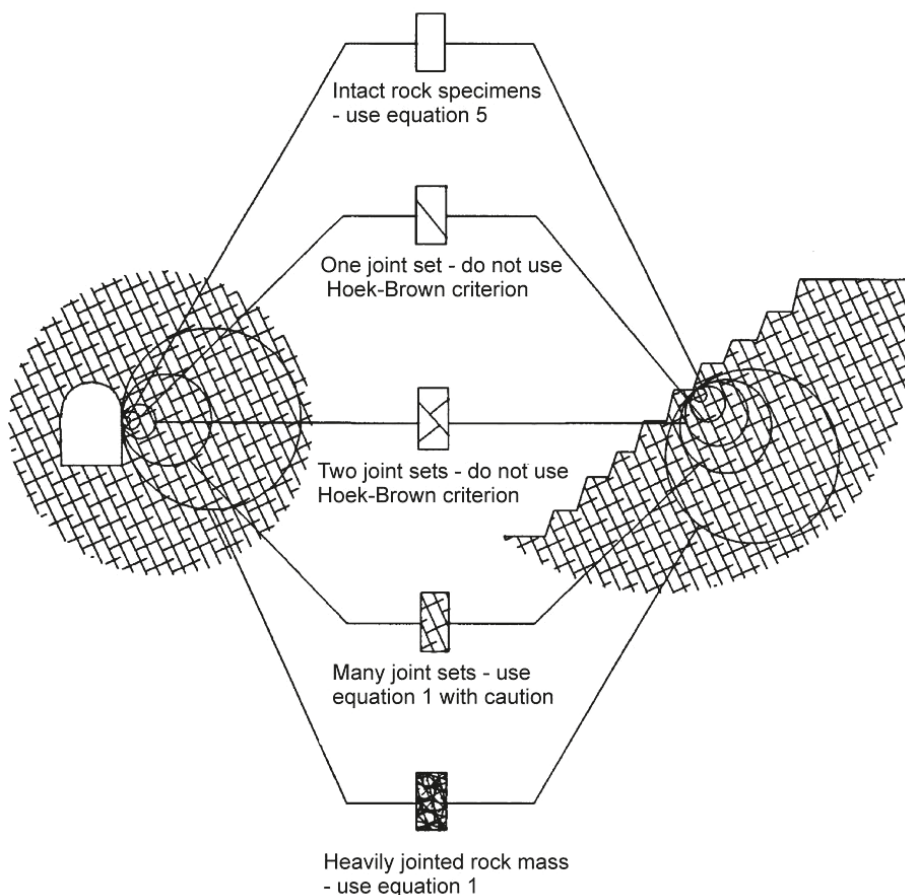 Intact rock specimens
- use equation 5
One joint set - do not use
Hoek-Brown criterion
Two joint sets - do not use
Hoek-Brown criterion
Many joint sets - use
equation 1 with caution
Heavily jointed rock mass
- use equation 1